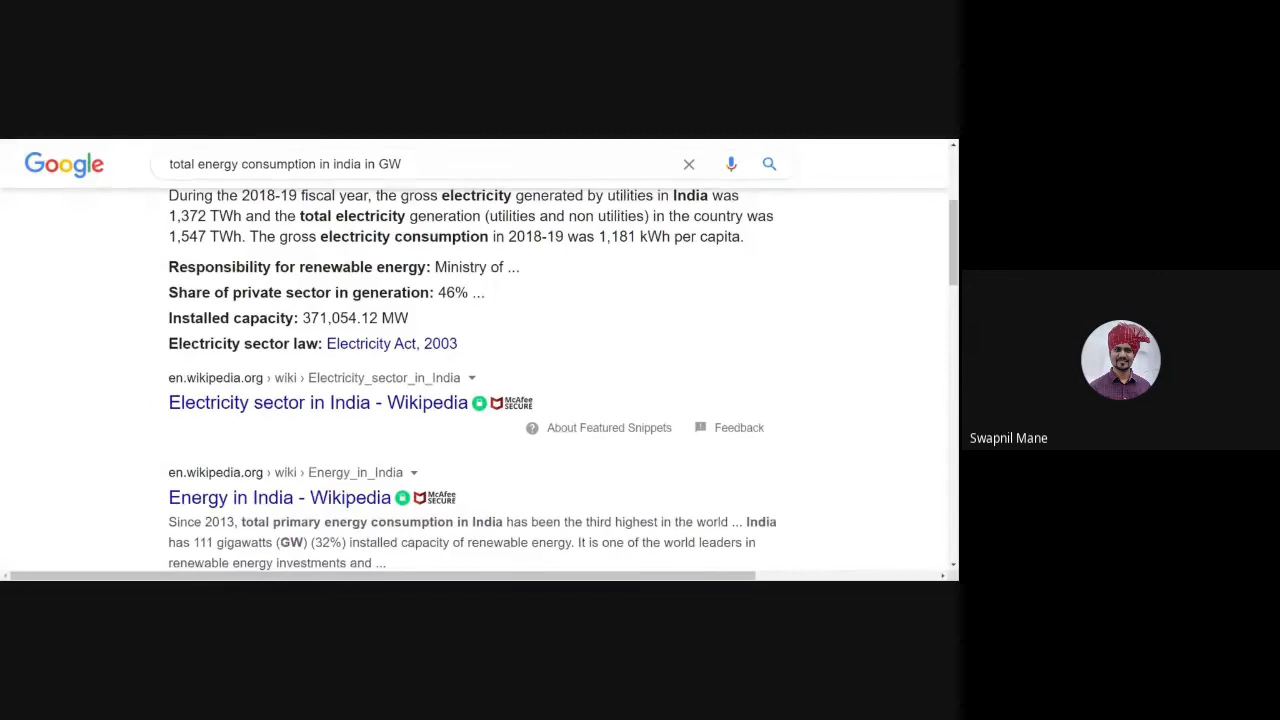 Google
total energy consumption in india in GW
During the 2018-19 fiscal year, the gross electricity generated by utilities in India was
1,372 TWh and the total electricity generation (utilities and non utilities) in the country was
1,547 TWh. The gross electricity consumption in 2018-19 was 1,181 kWh per capita.
Responsibility for renewable energy: Ministry of ...
Share of private sector in generation: 46% ...
Installed capacity: 371,054.12 MW
Electricity sector law: Electricity Act, 2003
en.wikipedia.org › wiki › Electricity_sector_in_India
Electricity sector in India - Wikipedia McAfee SECURE
About Featured Snippets Feedback
en.wikipedia.org › wiki › Energy_in_India
Energy in India - Wikipedia McAfee SECURE
Since 2013, total primary energy consumption in India has been the third highest in the world ... India
has 111 gigawatts (GW) (32%) installed capacity of renewable energy. It is one of the world leaders in
renewable energy investments and ...
Swapnil Mane